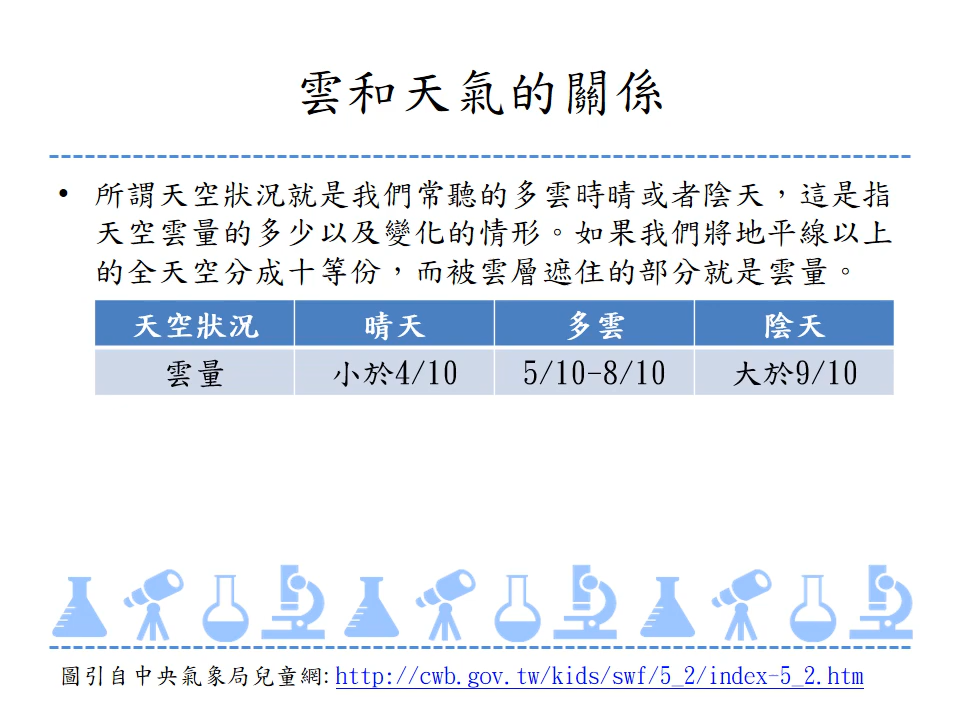 雲和天氣的關係
• 所謂天空狀況就是我們常聽的多雲時晴或者陰天，這是指
天空雲量的多少以及變化的情形。如果我們將地平線以上
的全天空分成十等份，而被雲層遮住的部分就是雲量。
天空狀況 晴天 多雲 陰天
雲量 小於4/10 5/10-8/10 大於9/10
圖引自中央氣象局兒童網: http://cwb.gov.tw/kids/swf/5_2/index-5_2.htm